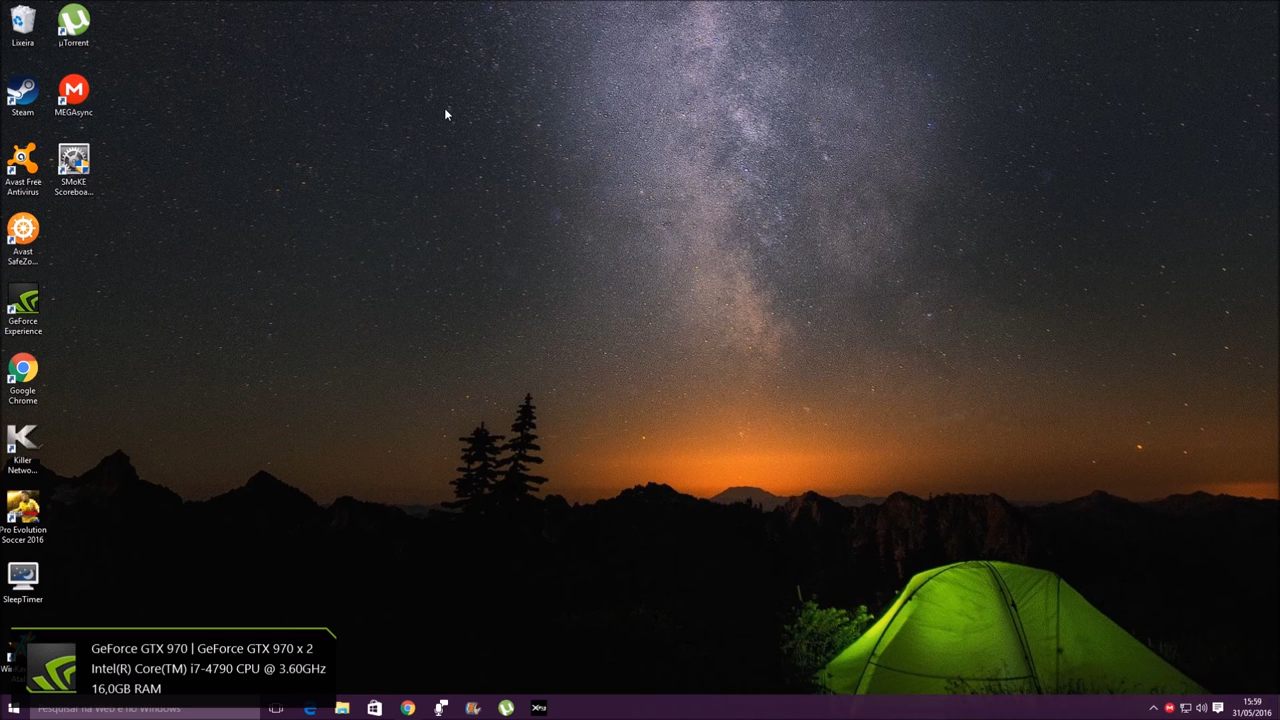 Lixeira
µTorrent
Steam
MEGAsync
Avast Free
Antivirus
SMoKE
Scoreboa...
Avast
SafeZo...
GeForce
Experience
Google
Chrome
Killer
Netwo...
Pro Evolution
Soccer 2016
SleepTimer
GeForce GTX 970 | GeForce GTX 970 x 2
Intel(R) Core(TM) i7-4790 CPU @ 3.60GHz
16,0GB RAM
Pesquisar na Web e no Windows
15:59
31/05/2016